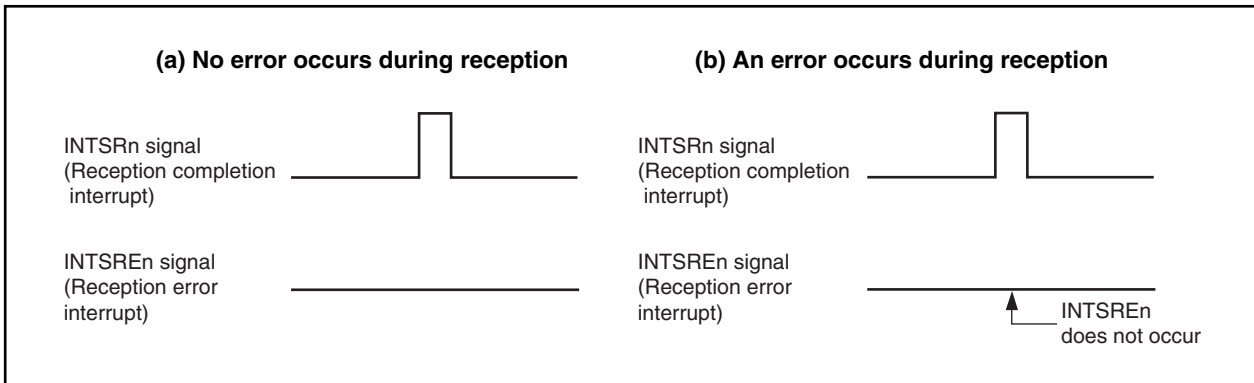 (a) No error occurs during reception
INTSRn signal
(Reception completion
interrupt)
INTSREn signal
(Reception error
interrupt)
(b) An error occurs during reception
INTSRn signal
(Reception completion
interrupt)
INTSREn signal
(Reception error
interrupt)
INTSREn
does not occur